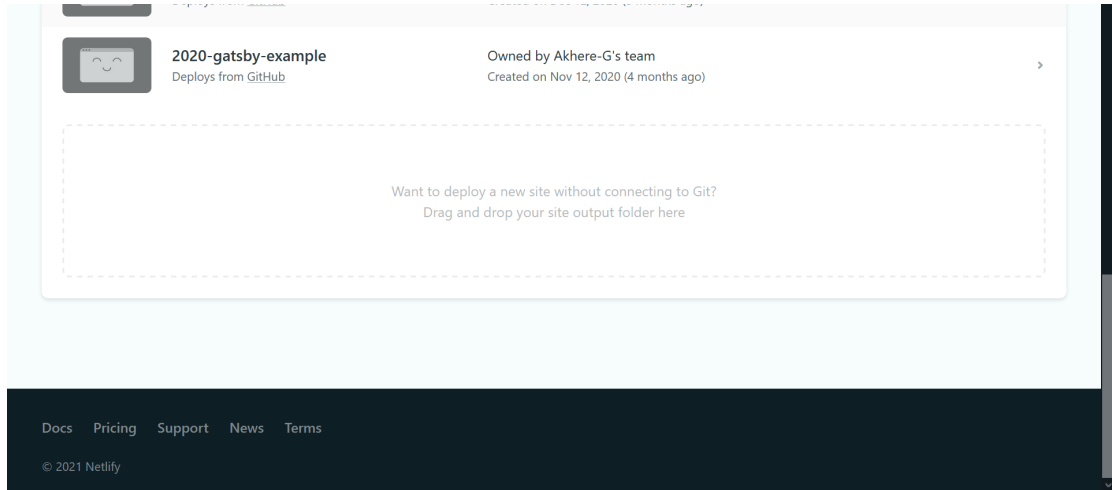 2020-gatsby-example
Owned by Akhere-G's team
Deploys from GitHub
Created on Nov 12, 2020 (4 months ago)
Want to deploy a new site without connecting to Git?
Drag and drop your site output folder here
Docs Pricing Support News Terms
© 2021 Netlify